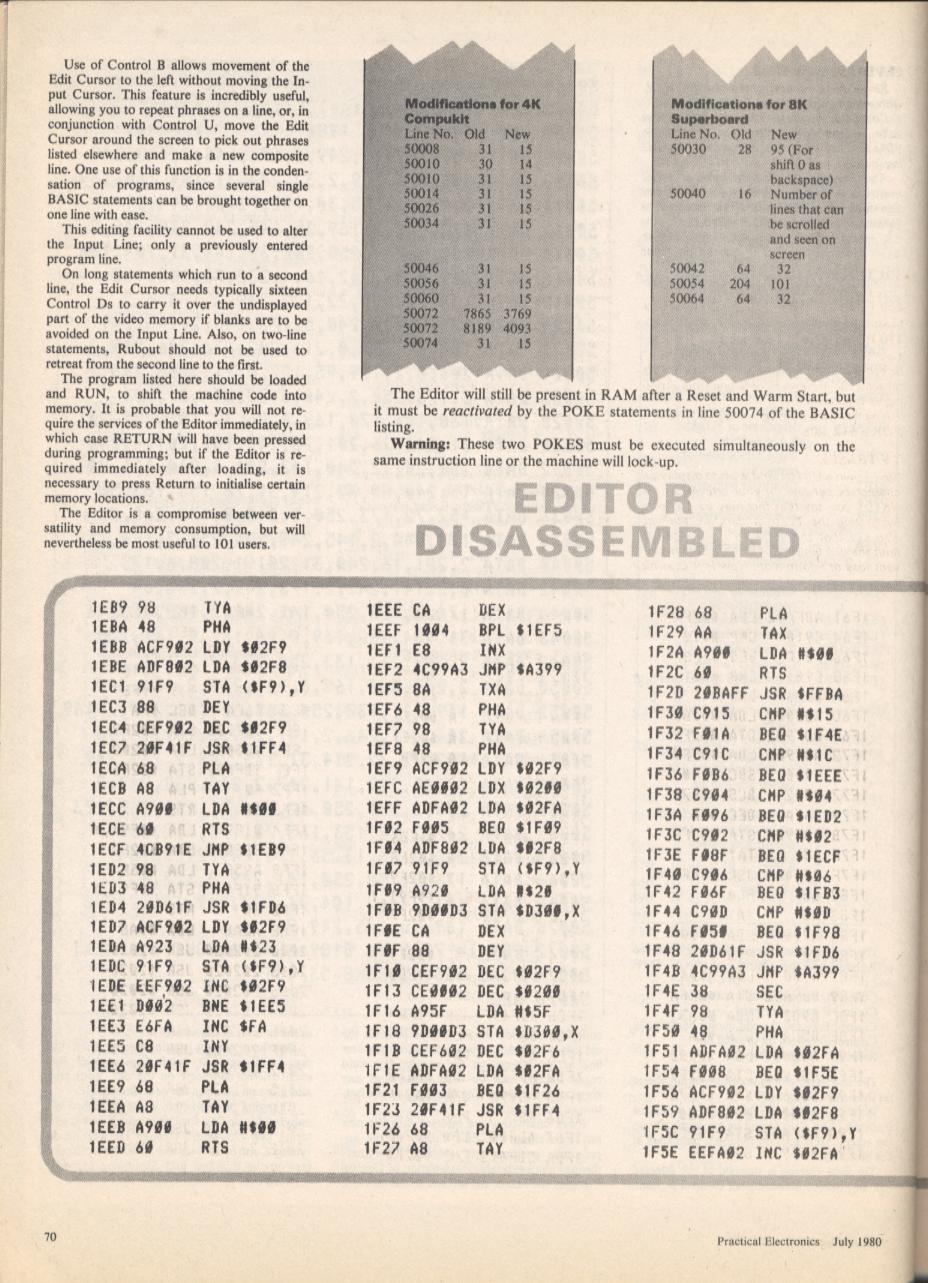 Use of Control B allows movement of the
Edit Cursor to the left without moving the In-
put Cursor. This feature is incredibly useful,
allowing you to repeat phrases on a line, or, in
conjunction with Control U, move the Edit
Cursor around the screen to pick out phrases
listed elsewhere and make a new composite
line. One use of this function is in the conden-
sation of programs, since several single
BASIC statements can be brought together on
one line with ease.
This editing facility cannot be used to alter
the Input Line; only a previously entered
program line.
On long statements which run to a second
line, the Edit Cursor needs typically sixteen
Control Ds to carry it over the undisplayed
part of the video memory if blanks are to be
avoided on the Input Line. Also, on two-line
statements, Rubout should not be used to
retreat from the second line to the first.
The program listed here should be loaded
and RUN, to shift the machine code into
memory. It is probable that you will not re-
quire the services of the Editor immediately, in
which case RETURN will have been pressed
during programming; but if the Editor is re-
quired immediately after loading, it is
necessary to press Return to initialise certain
memory locations.
The Editor is a compromise between ver-
satility and memory consumption, but will
nevertheless be most useful to 101 users.
Modifications for 4K
Compukit
Line No. Old New
50008 31 15
50010 30 14
50010 31 15
50014 31 15
50026 31 15
50034 31 15
50046 31 15
50056 31 15
50060 31 15
50072 7865 3769
50072 8189 4093
50074 31 15
Modifications for 8K
Superboard
Line No. Old New
50030 28 95 (For
shift 0 as
backspace)
50040 16 Number of
lines that can
be scrolled
and seen on
screen
50042 64 32
50054 204 101
50064 64 32
The Editor will still be present in RAM after a Reset and Warm Start, but
it must be reactivated by the POKE statements in line 50074 of the BASIC
listing.
Warning: These two POKES must be executed simultaneously on the
same instruction line or the machine will lock-up.
EDITOR
DISASSEMBLED
1EB9 98 TYA
1EBA 48 PHA
1EBB ACF902 LDY $02F9
1EBE ADF802 LDA $02F8
1EC1 91F9 STA ($F9),Y
1EC3 88 DEY
1EC4 CEF902 DEC $02F9
1EC7 20F41F JSR $1FF4
1ECA 68 PLA
1ECB A8 TAY
1ECC A900 LDA #$00
1ECE 60 RTS
1ECF 4CB91E JMP $1EB9
1ED2 98 TYA
1ED3 48 PHA
1ED4 20D61F JSR $1FD6
1ED7 ACF902 LDY $02F9
1EDA A923 LDA #$23
1EDC 91F9 STA ($F9),Y
1EDE EEF902 INC $02F9
1EE1 D002 BNE $1EE5
1EE3 E6FA INC $FA
1EE5 C8 INY
1EE6 20F41F JSR $1FF4
1EE9 68 PLA
1EEA A8 TAY
1EEB A900 LDA #$00
1EED 60 RTS
1EEE CA DEX
1EEF 1004 BPL $1EF5
1EF1 E8 INX
1EF2 4C99A3 JMP $A399
1EF5 8A TXA
1EF6 48 PHA
1EF7 98 TYA
1EF8 48 PHA
1EF9 ACF902 LDY $02F9
1EFC AE0002 LDX $0200
1EFF ADFA02 LDA $02FA
1F02 F005 BEQ $1F09
1F04 ADF802 LDA $02F8
1F07 91F9 STA ($F9),Y
1F09 A920 LDA #$20
1F0B 9D00D3 STA $D300,X
1F0E CA DEX
1F0F 88 DEY
1F10 CEF902 DEC $02F9
1F13 CE0002 DEC $0200
1F16 A95F LDA #$5F
1F18 9D00D3 STA $D300,X
1F1B CEF602 DEC $02F6
1F1E ADFA02 LDA $02FA
1F21 F003 BEQ $1F26
1F23 20F41F JSR $1FF4
1F26 68 PLA
1F27 A8 TAY
1F28 68 PLA
1F29 AA TAX
1F2A A900 LDA #$00
1F2C 60 RTS
1F2D 20BAFF JSR $FFBA
1F30 C915 CMP #$15
1F32 F01A BEQ $1F4E
1F34 C91C CMP #$1C
1F36 F0B6 BEQ $1EEE
1F38 C904 CMP #$04
1F3A F096 BEQ $1ED2
1F3C C902 CMP #$02
1F3E F08F BEQ $1ECF
1F40 C906 CMP #$06
1F42 F06F BEQ $1FB3
1F44 C90D CMP #$0D
1F46 F050 BEQ $1F98
1F48 20D61F JSR $1FD6
1F4B 4C99A3 JMP $A399
1F4E 38 SEC
1F4F 98 TYA
1F50 48 PHA
1F51 ADFA02 LDA $02FA
1F54 F008 BEQ $1F5E
1F56 ACF902 LDY $02F9
1F59 ADF802 LDA $02F8
1F5C 91F9 STA ($F9),Y
1F5E EEFA02 INC $02FA
70
Practical Electronics July 1980